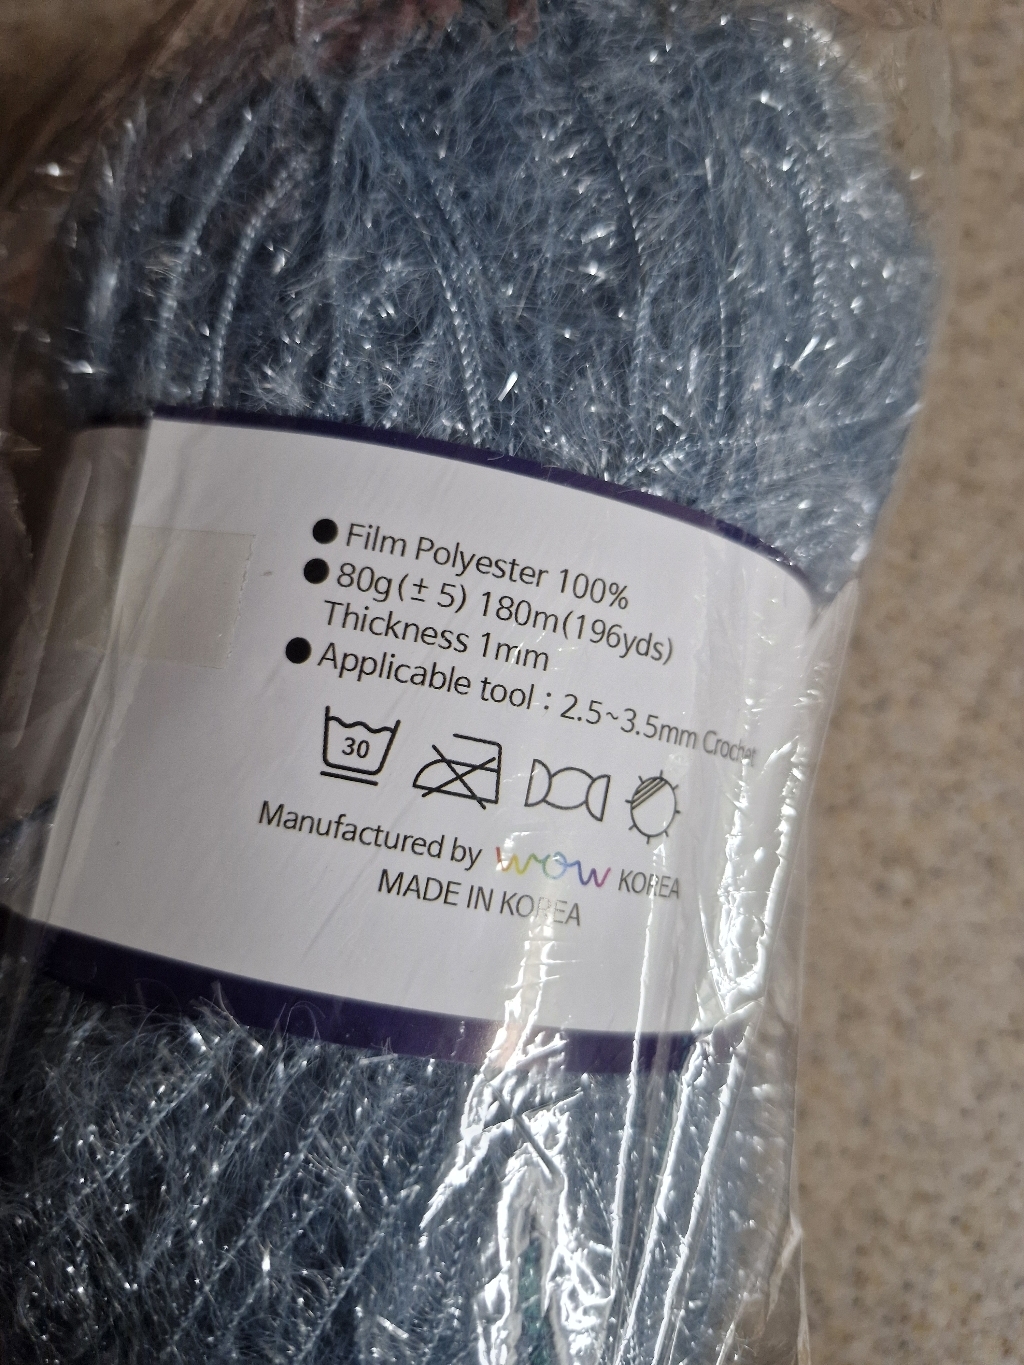 Film Polyester 100%
80g(± 5) 180m(196yds)
Thickness 1mm
Applicable tool : 2.5~3.5mm Crochet
30
Manufactured by wow KOREA
MADE IN KOREA